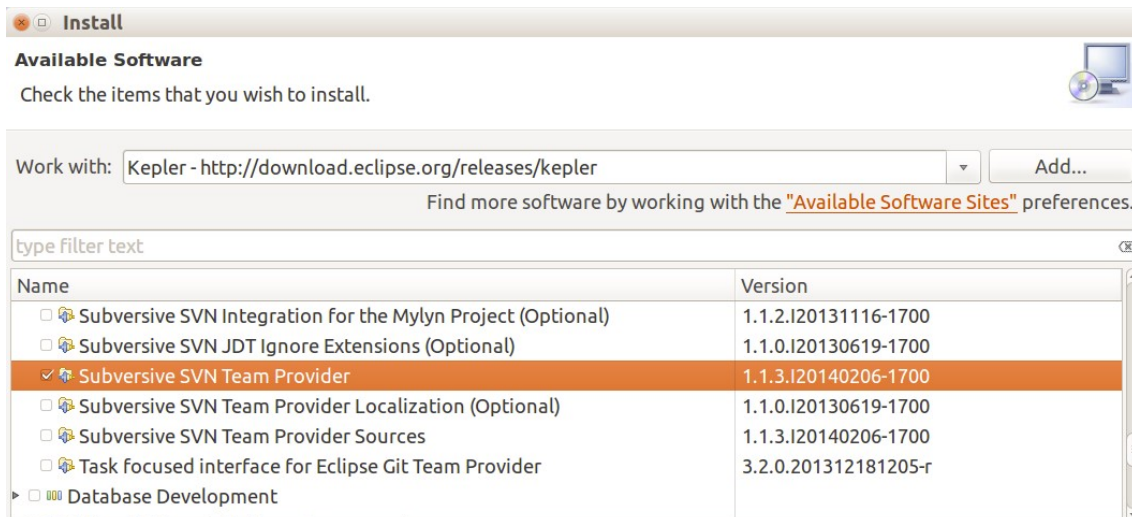 Install
Available Software
Check the items that you wish to install.
Work with: Kepler - http://download.eclipse.org/releases/kepler Add...
Find more software by working with the "Available Software Sites" preferences.
type filter text
Name Version
Subversive SVN Integration for the Mylyn Project (Optional) 1.1.2.I20131116-1700
Subversive SVN JDT Ignore Extensions (Optional) 1.1.0.I20130619-1700
Subversive SVN Team Provider 1.1.3.I20140206-1700
Subversive SVN Team Provider Localization (Optional) 1.1.0.I20130619-1700
Subversive SVN Team Provider Sources 1.1.3.I20140206-1700
Task focused interface for Eclipse Git Team Provider 3.2.0.201312181205-r
Database Development